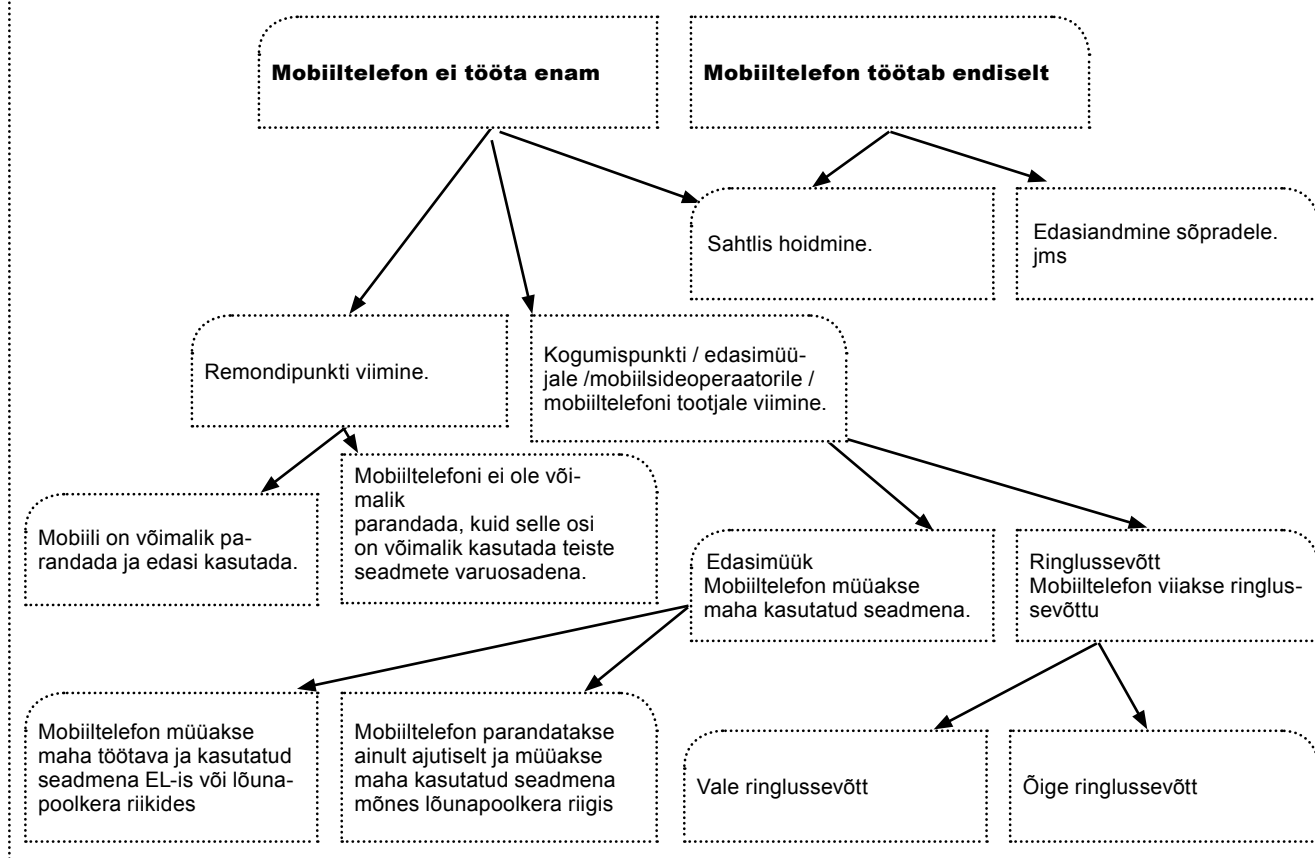 Mobiiltelefon ei tööta enam
Mobiiltelefon töötab endiselt
Sahtlis hoidmine.
Edasiandmine sõpradele.
jms
Remondipunkti viimine.
Kogumispunkti / edasimüü-
jale /mobiilsideoperaatorile /
mobiiltelefoni tootjale viimine.
Mobiili on võimalik pa-
randada ja edasi kasutada.
Mobiiltelefoni ei ole või-
malik
parandada, kuid selle osi
on võimalik kasutada teiste
seadmete varuosadena.
Edasimüük
Mobiiltelefon müüakse
maha kasutatud seadmena.
Ringlussevõtt
Mobiiltelefon viiakse ringlus-
sevõttu
Mobiiltelefon müüakse
maha töötava ja kasutatud
seadmena EL-is või lõuna-
poolkera riikides
Mobiiltelefon parandatakse
ainult ajutiselt ja müüakse
maha kasutatud seadmena
mõnes lõunapoolkera riigis
Vale ringlussevõtt
Õige ringlussevõtt